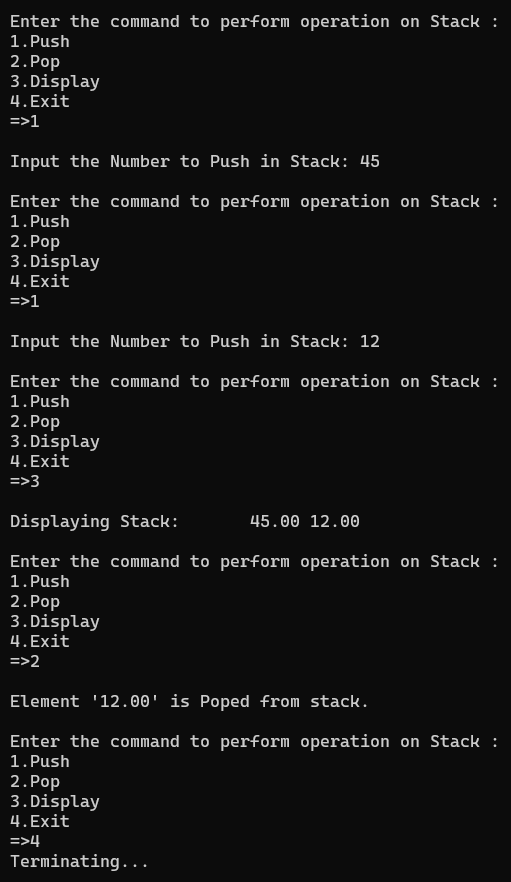 Enter the command to perform operation on Stack :
1.Push
2.Pop
3.Display
4.Exit
=>1
Input the Number to Push in Stack: 45
Enter the command to perform operation on Stack :
1.Push
2.Pop
3.Display
4.Exit
=>1
Input the Number to Push in Stack: 12
Enter the command to perform operation on Stack :
1.Push
2.Pop
3.Display
4.Exit
=>3
Displaying Stack:       45.00 12.00
Enter the command to perform operation on Stack :
1.Push
2.Pop
3.Display
4.Exit
=>2
Element '12.00' is Poped from stack.
Enter the command to perform operation on Stack :
1.Push
2.Pop
3.Display
4.Exit
=>4
Terminating...